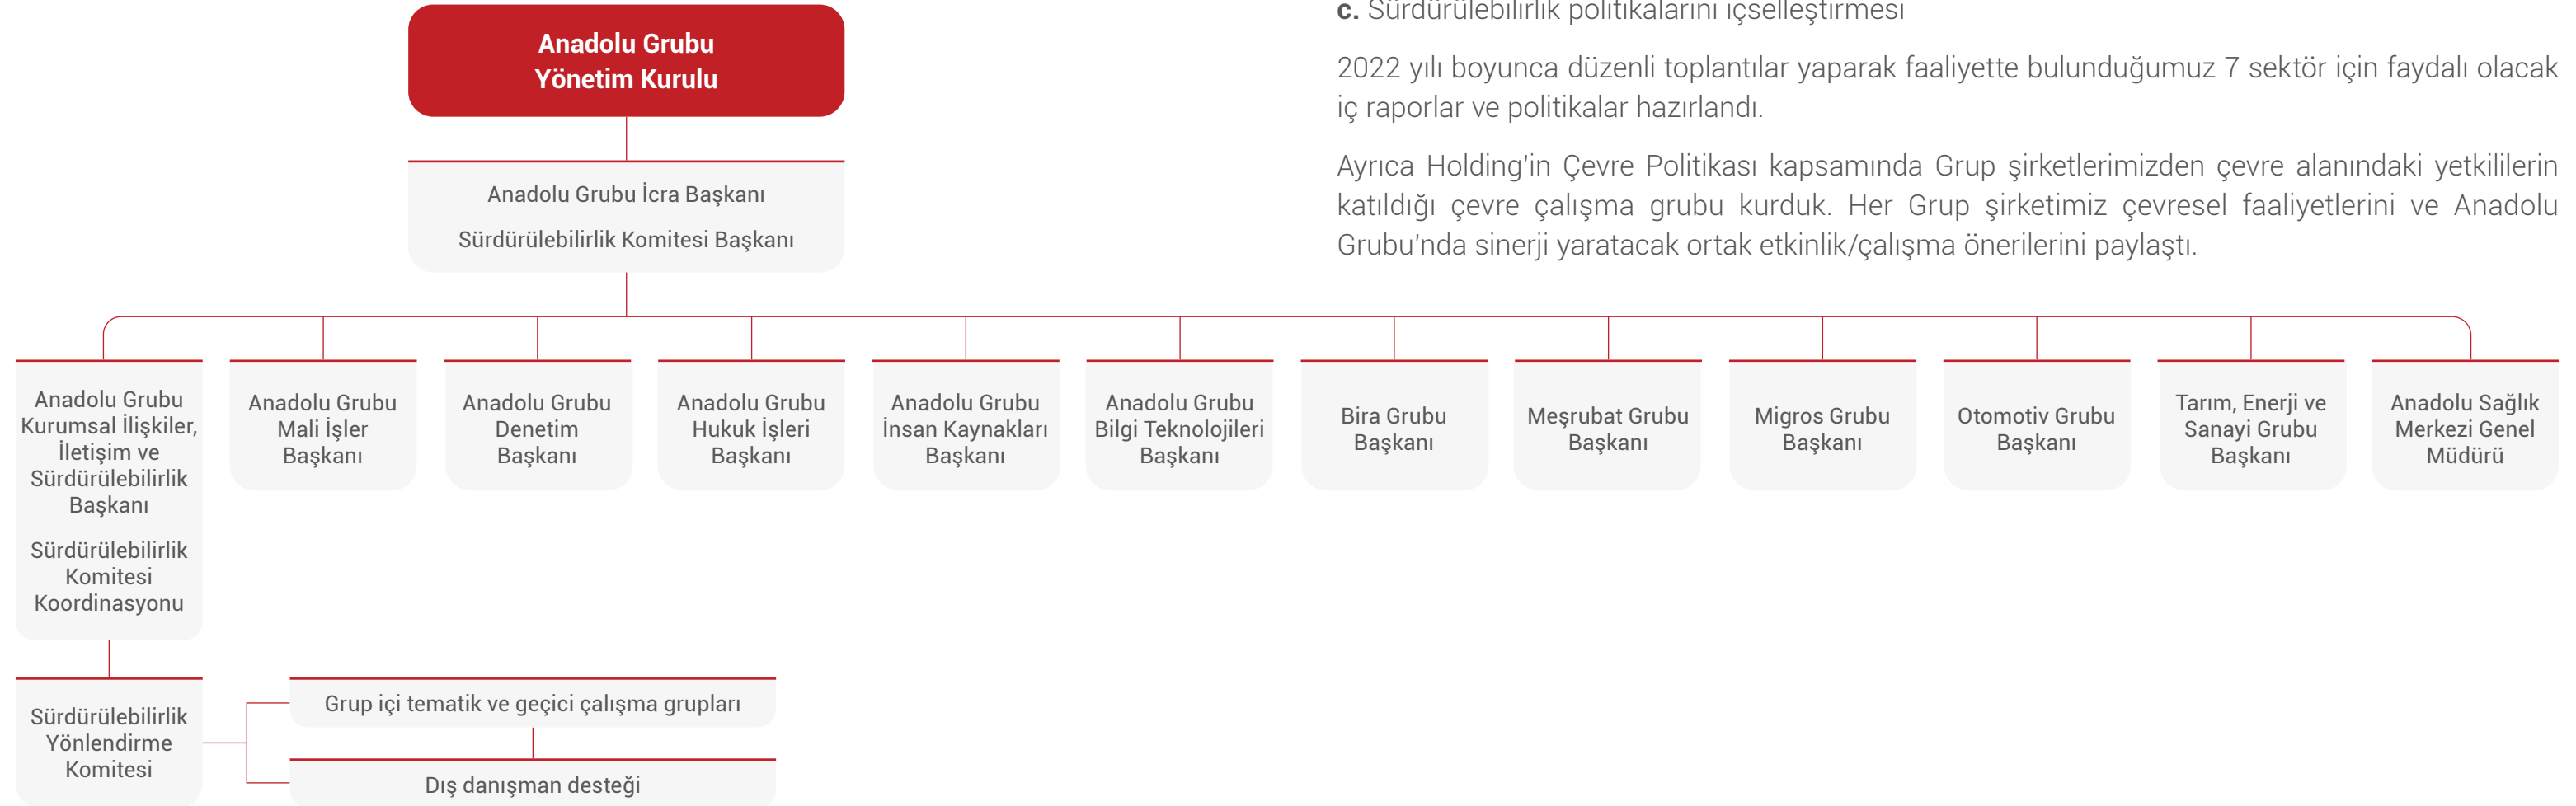 c. Sürdürülebilirlik politikalarını içselleştirmesi
2022 yılı boyunca düzenli toplantılar yaparak faaliyette bulunduğumuz 7 sektör için faydalı olacak
iç raporlar ve politikalar hazırlandı.
Ayrıca Holding'in Çevre Politikası kapsamında Grup şirketlerimizden çevre alanındaki yetkililerin
katıldığı çevre çalışma grubu kurduk. Her Grup şirketimiz çevresel faaliyetlerini ve Anadolu
Grubu'nda sinerji yaratacak ortak etkinlik/çalışma önerilerini paylaştı.
Anadolu Grubu
Yönetim Kurulu
Anadolu Grubu İcra Başkanı
Sürdürülebilirlik Komitesi Başkanı
Anadolu Grubu
Kurumsal İlişkiler,
İletişim ve
Sürdürülebilirlik
Başkanı
Sürdürülebilirlik
Komitesi
Koordinasyonu
Anadolu Grubu
Mali İşler
Başkanı
Anadolu Grubu
Denetim
Başkanı
Anadolu Grubu
Hukuk İşleri
Başkanı
Anadolu Grubu
İnsan Kaynakları
Başkanı
Anadolu Grubu
Bilgi Teknolojileri
Başkanı
Bira Grubu
Başkanı
Meşrubat Grubu
Başkanı
Migros Grubu
Başkanı
Otomotiv Grubu
Başkanı
Tarım, Enerji ve
Sanayi Grubu
Başkanı
Anadolu Sağlık
Merkezi Genel
Müdürü
Sürdürülebilirlik
Yönlendirme
Komitesi
Grup içi tematik ve geçici çalışma grupları
Dış danışman desteği